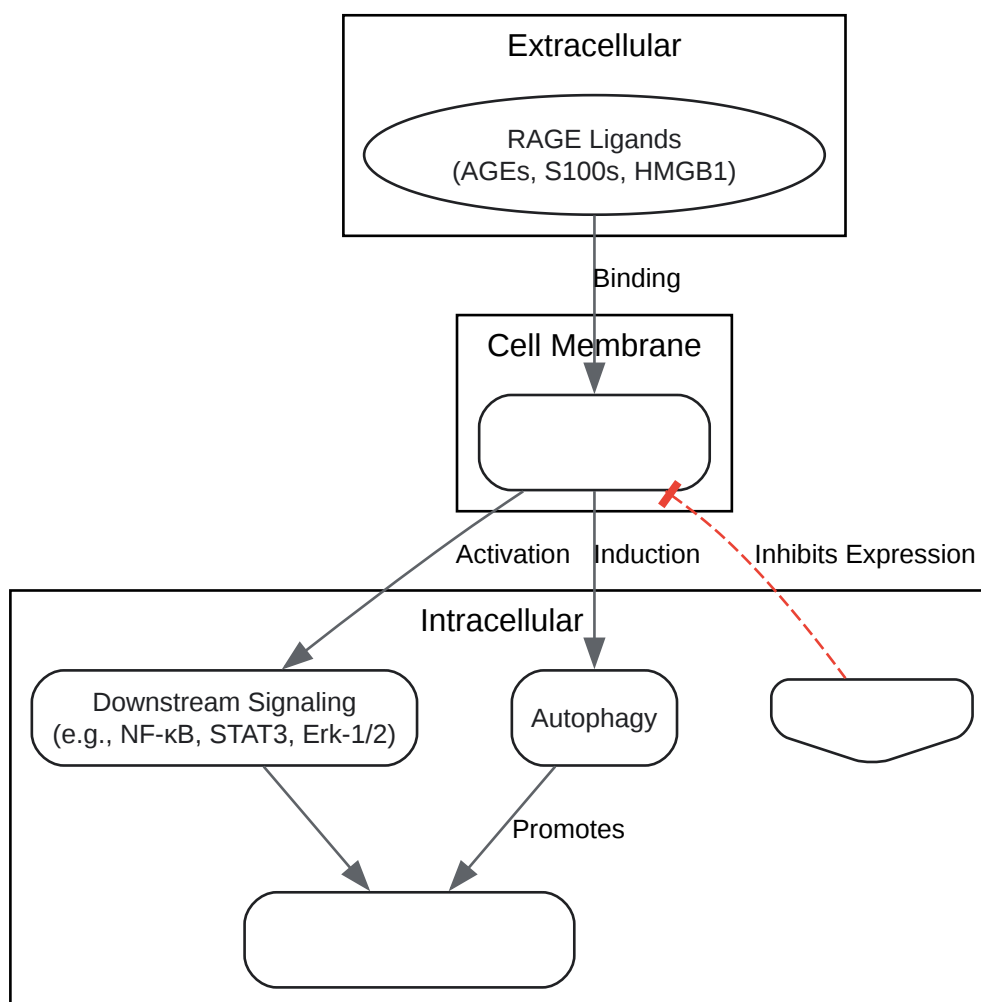 Extracellular
RAGE Ligands
(AGEs, S100s, HMGB1)
Binding
Cell Membrane
Activation
Induction
Inhibits Expression
Intracellular
Downstream Signaling
(e.g., NF-κB, STAT3, Erk-1/2)
Autophagy
Promotes